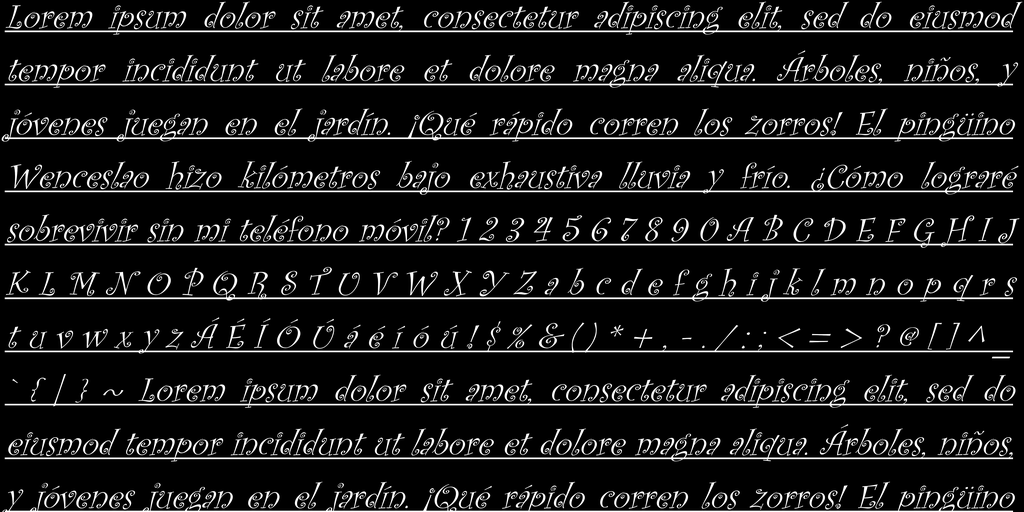 Lorem ipsum dolor sit amet, consectetur adipiscing elit, sed do eiusmod
tempor incididunt ut labore et dolore magna aliqua. Árboles, niños, y
jóvenes juegan en el jardín. ¡Qué rápido corren los zorros! El pingüino
Wenceslao hizo kilómetros bajo exhaustiva lluvia y frío. ¿Cómo lograré
sobrevivir sin mi teléfono móvil? 1 2 3 4 5 6 7 8 9 0 A B C D E F G H I J
K L M N O P Q R S T U V W X Y Z a b c d e f g h i j k l m n o p q r s
t u v w x y z Á É Í Ó Ú á é í ó ú ! $ % & ( ) * + , - . / : ; < = > ? @ [ ] ^ _
` { | } ~ Lorem ipsum dolor sit amet, consectetur adipiscing elit, sed do
eiusmod tempor incididunt ut labore et dolore magna aliqua. Árboles, niños,
y jóvenes juegan en el jardín. ¡Qué rápido corren los zorros! El pingüino